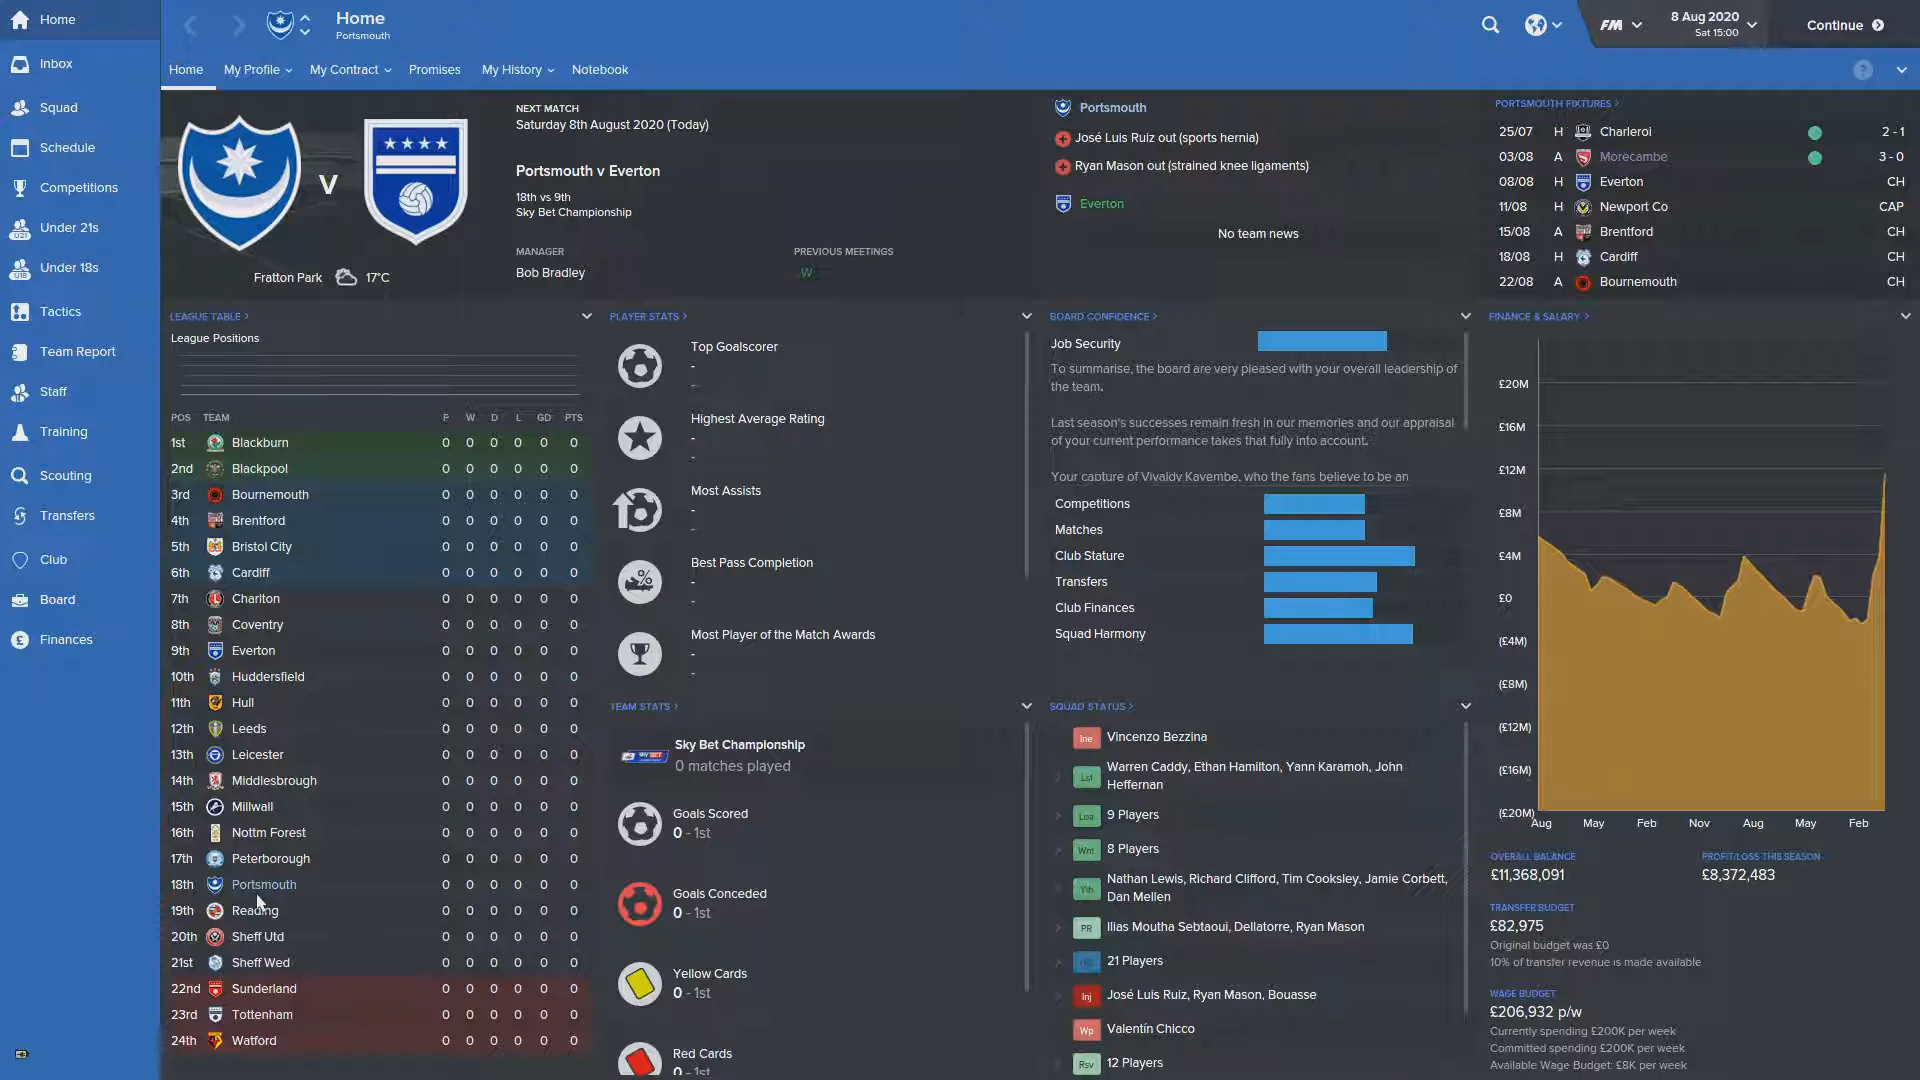 Home
Inbox
Squad
Schedule
Competitions
Under 21s
Under 18s
Tactics
Team Report
Staff
Training
Scouting
Transfers
Club
Board
Finances
Home
Portsmouth
FM
8 Aug 2020
Sat 15:00
Continue
Home My Profile My Contract Promises My History Notebook
V
Fratton Park 17°C
NEXT MATCH
Saturday 8th August 2020 (Today)
Portsmouth v Everton
18th vs 9th
Sky Bet Championship
MANAGER
Bob Bradley
PREVIOUS MEETINGS
W
Portsmouth
José Luis Ruiz out (sports hernia)
Ryan Mason out (strained knee ligaments)
Everton
No team news
PORTSMOUTH FIXTURES >
25/07 H Charleroi 2 - 1
03/08 A Morecambe 3 - 0
08/08 H Everton CH
11/08 H Newport Co CAP
15/08 A Brentford CH
18/08 H Cardiff CH
22/08 A Bournemouth CH
LEAGUE TABLE >
League Positions
POS TEAM P W D L GD PTS
1st Blackburn 0 0 0 0 0 0
2nd Blackpool 0 0 0 0 0 0
3rd Bournemouth 0 0 0 0 0 0
4th Brentford 0 0 0 0 0 0
5th Bristol City 0 0 0 0 0 0
6th Cardiff 0 0 0 0 0 0
7th Charlton 0 0 0 0 0 0
8th Coventry 0 0 0 0 0 0
9th Everton 0 0 0 0 0 0
10th Huddersfield 0 0 0 0 0 0
11th Hull 0 0 0 0 0 0
12th Leeds 0 0 0 0 0 0
13th Leicester 0 0 0 0 0 0
14th Middlesbrough 0 0 0 0 0 0
15th Millwall 0 0 0 0 0 0
16th Nottm Forest 0 0 0 0 0 0
17th Peterborough 0 0 0 0 0 0
18th Portsmouth 0 0 0 0 0 0
19th Reading 0 0 0 0 0 0
20th Sheff Utd 0 0 0 0 0 0
21st Sheff Wed 0 0 0 0 0 0
22nd Sunderland 0 0 0 0 0 0
23rd Tottenham 0 0 0 0 0 0
24th Watford 0 0 0 0 0 0
PLAYER STATS >
Top Goalscorer
-
-
Highest Average Rating
-
-
Most Assists
-
-
Best Pass Completion
-
-
Most Player of the Match Awards
-
-
TEAM STATS >
Sky Bet Championship
0 matches played
Goals Scored
0 - 1st
Goals Conceded
0 - 1st
Yellow Cards
0 - 1st
Red Cards
0 - 1st
BOARD CONFIDENCE >
Job Security
To summarise, the board are very pleased with your overall leadership of
the team.
Last season's successes remain fresh in our memories and our appraisal
of your current performance takes that fully into account.
Your capture of Vivaldy Kavembe, who the fans believe to be an
Competitions
Matches
Club Stature
Transfers
Club Finances
Squad Harmony
SQUAD STATUS >
Ine Vincenzo Bezzina
Lst Warren Caddy, Ethan Hamilton, Yann Karamoh, John
Heffernan
Loa 9 Players
Wnt 8 Players
Yth Nathan Lewis, Richard Clifford, Tim Cooksley, Jamie Corbett,
Dan Mellen
PR Ilias Moutha Sebtaoui, Dellatorre, Ryan Mason
21 Players
Inj José Luis Ruiz, Ryan Mason, Bouasse
Wp Valentín Chicco
Rsv 12 Players
FINANCE & SALARY >
£20M
£16M
£12M
£8M
£4M
£0
(£4M)
(£8M)
(£12M)
(£16M)
(£20M)
Aug May Feb Nov Aug May Feb
OVERALL BALANCE
£11,368,091
PROFIT/LOSS THIS SEASON
£8,372,483
TRANSFER BUDGET
£82,975
Original budget was £0
10% of transfer revenue is made available
WAGE BUDGET
£206,932 p/w
Currently spending £200K per week
Committed spending £200K per week
Available Wage Budget: £8K per week